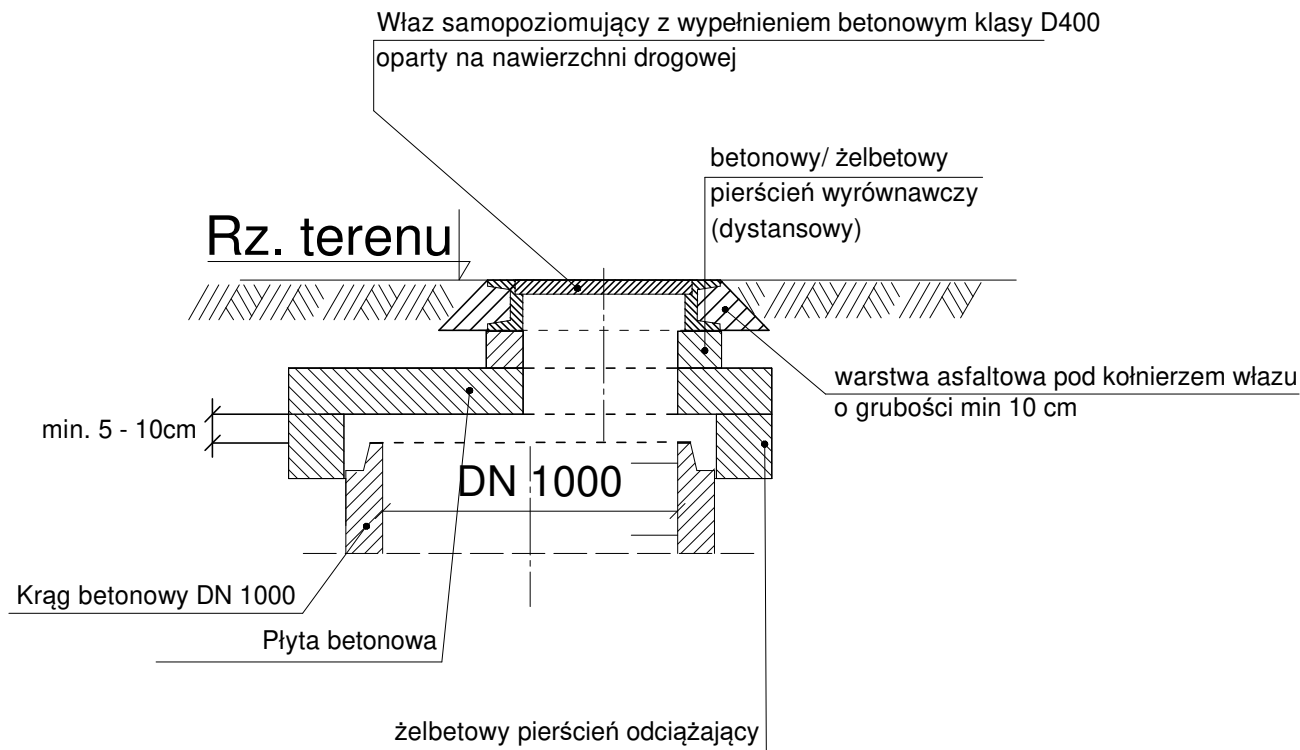 Właz samopoziomujący z wypełnieniem betonowym klasy D400
oparty na nawierzchni drogowej
betonowy/ żelbetowy
pierścień wyrównawczy
(dystansowy)
Rz. terenu
warstwa asfaltowa pod kołnierzem włazu
o grubości min 10 cm
min. 5 - 10cm
DN 1000
Krąg betonowy DN 1000
Płyta betonowa
żelbetowy pierścień odciążający